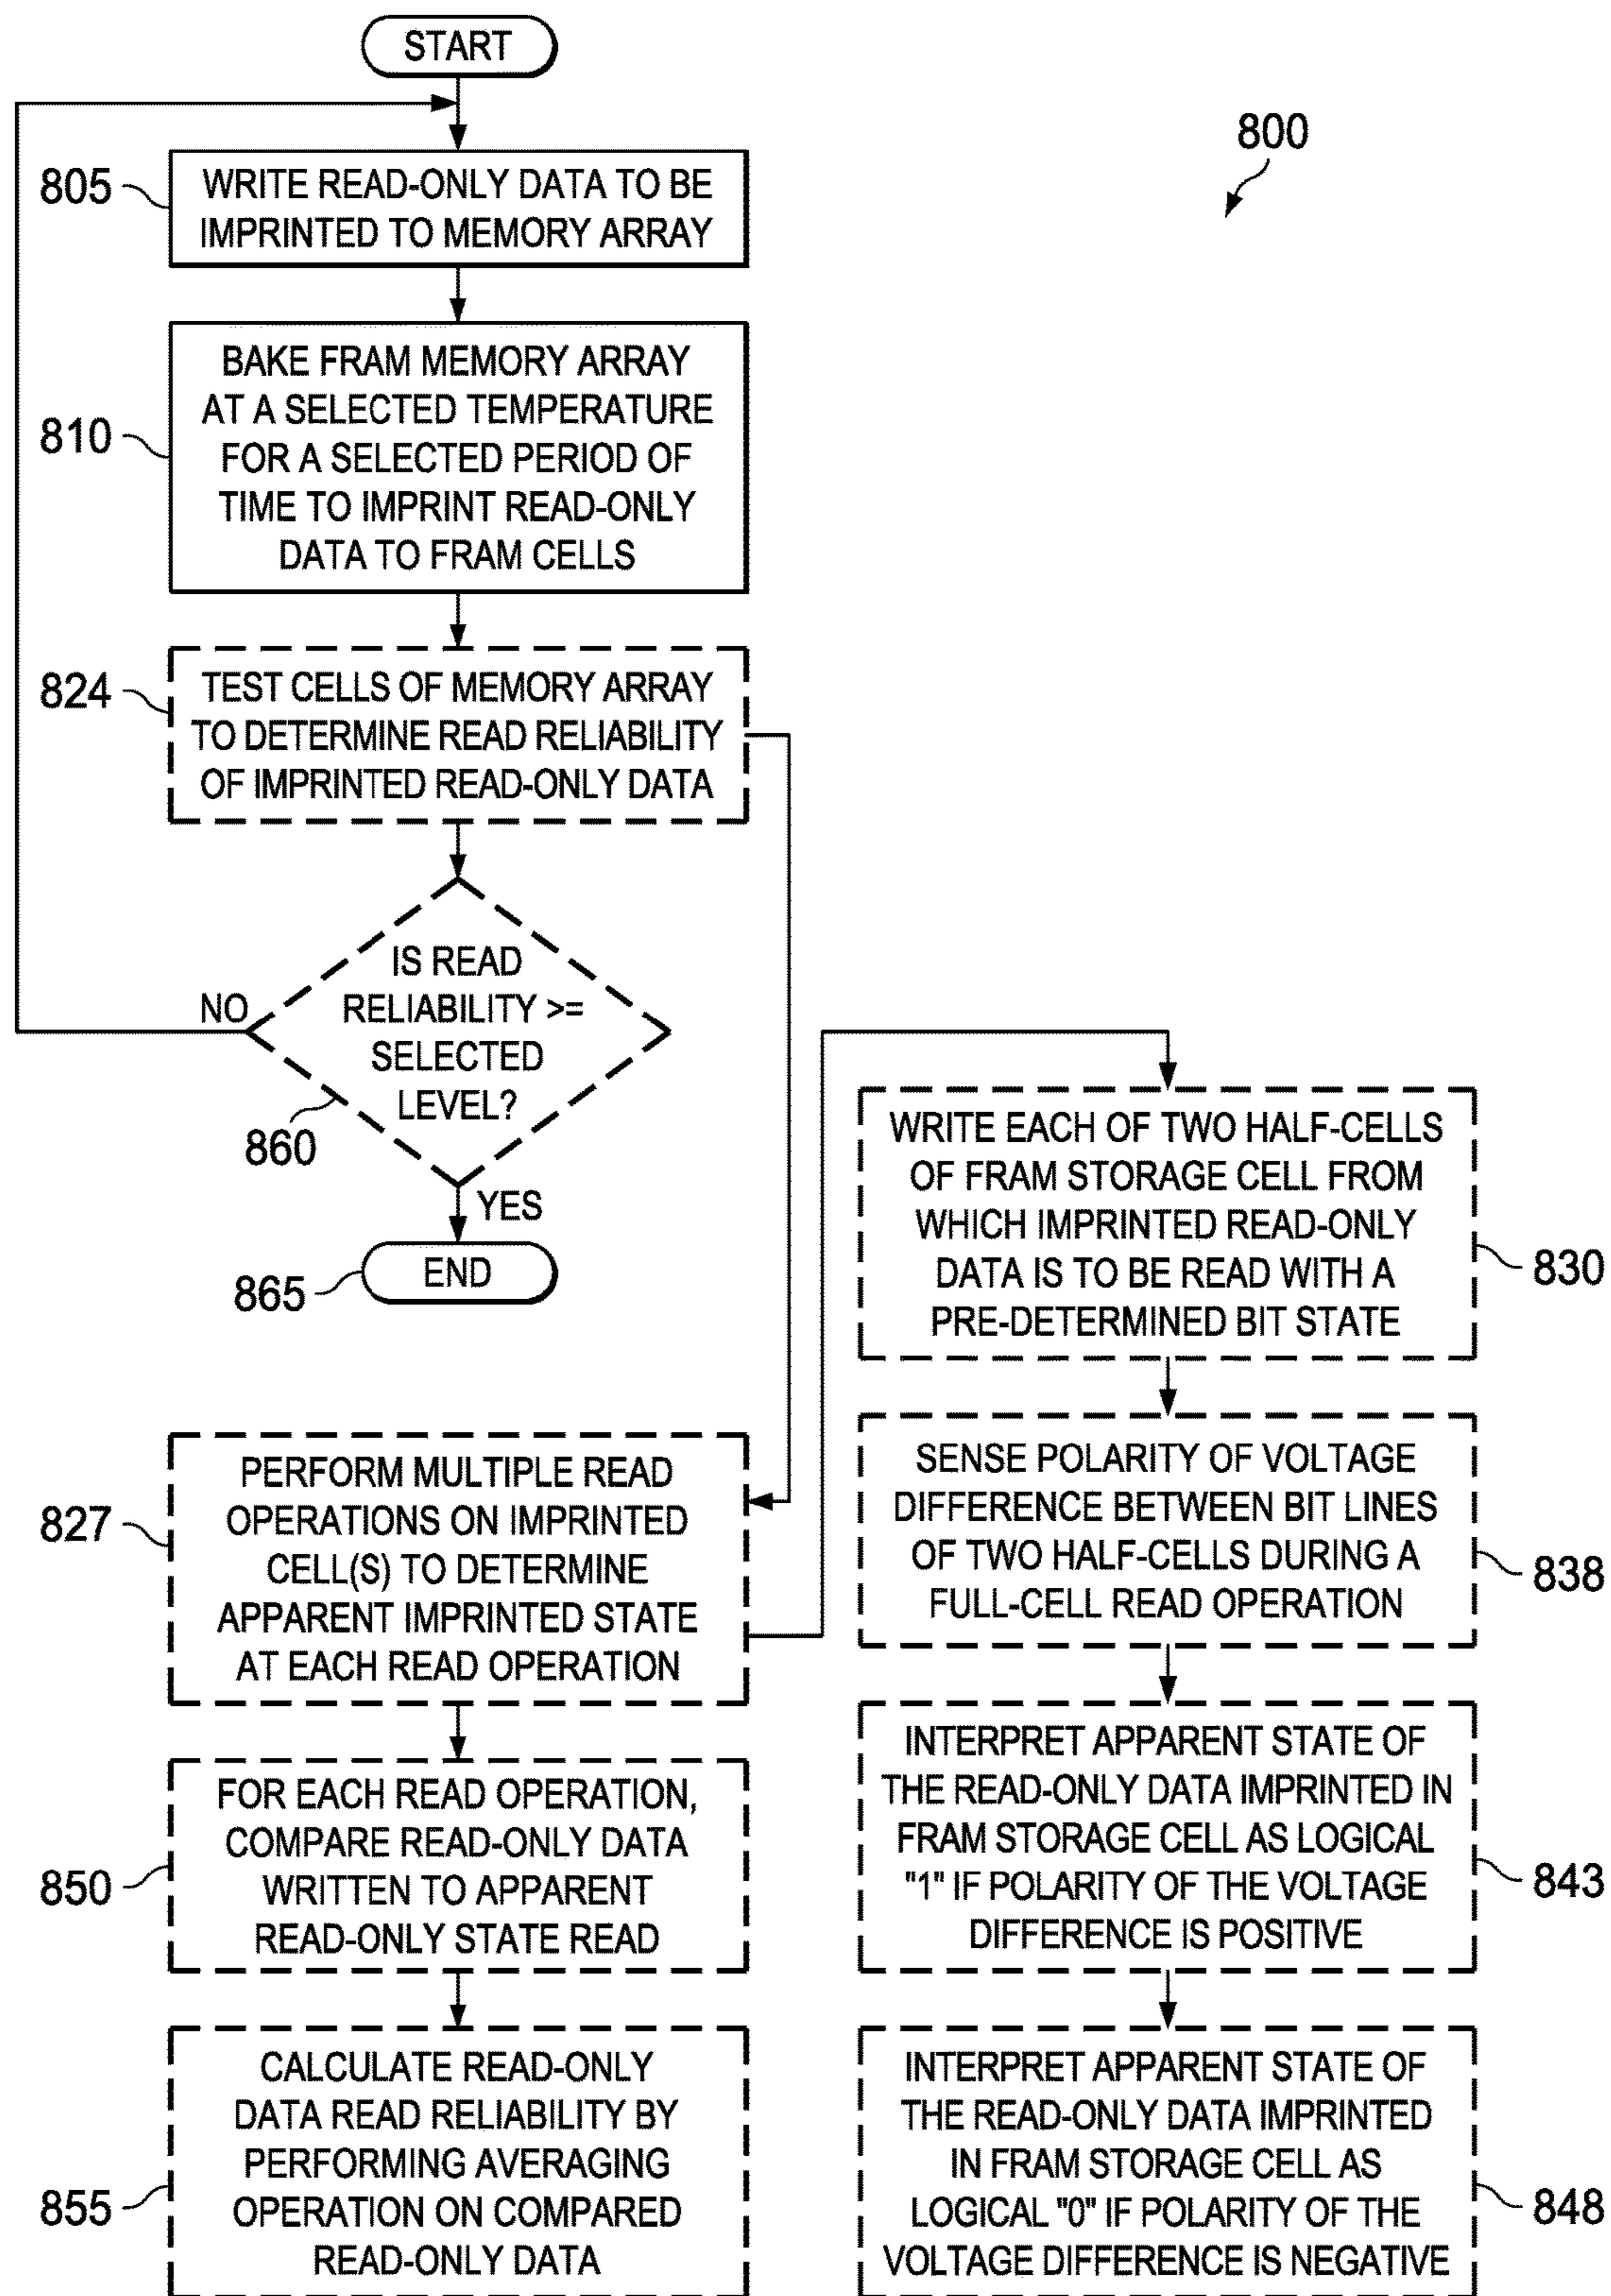 START
800
805
WRITE READ-ONLY DATA TO BE
IMPRINTED TO MEMORY ARRAY
810
BAKE FRAM MEMORY ARRAY
AT A SELECTED TEMPERATURE
FOR A SELECTED PERIOD OF
TIME TO IMPRINT READ-ONLY
DATA TO FRAM CELLS
824
TEST CELLS OF MEMORY ARRAY
TO DETERMINE READ RELIABILITY
OF IMPRINTED READ-ONLY DATA
NO
IS READ
RELIABILITY >=
SELECTED
LEVEL?
860
YES
END
865
827
PERFORM MULTIPLE READ
OPERATIONS ON IMPRINTED
CELL(S) TO DETERMINE
APPARENT IMPRINTED STATE
AT EACH READ OPERATION
850
FOR EACH READ OPERATION,
COMPARE READ-ONLY DATA
WRITTEN TO APPARENT
READ-ONLY STATE READ
855
CALCULATE READ-ONLY
DATA READ RELIABILITY BY
PERFORMING AVERAGING
OPERATION ON COMPARED
READ-ONLY DATA
WRITE EACH OF TWO HALF-CELLS
OF FRAM STORAGE CELL FROM
WHICH IMPRINTED READ-ONLY
DATA IS TO BE READ WITH A
PRE-DETERMINED BIT STATE
830
SENSE POLARITY OF VOLTAGE
DIFFERENCE BETWEEN BIT LINES
OF TWO HALF-CELLS DURING A
FULL-CELL READ OPERATION
838
INTERPRET APPARENT STATE OF
THE READ-ONLY DATA IMPRINTED IN
FRAM STORAGE CELL AS LOGICAL
"1" IF POLARITY OF THE VOLTAGE
DIFFERENCE IS POSITIVE
843
INTERPRET APPARENT STATE OF
THE READ-ONLY DATA IMPRINTED
IN FRAM STORAGE CELL AS
LOGICAL "0" IF POLARITY OF THE
VOLTAGE DIFFERENCE IS NEGATIVE
848